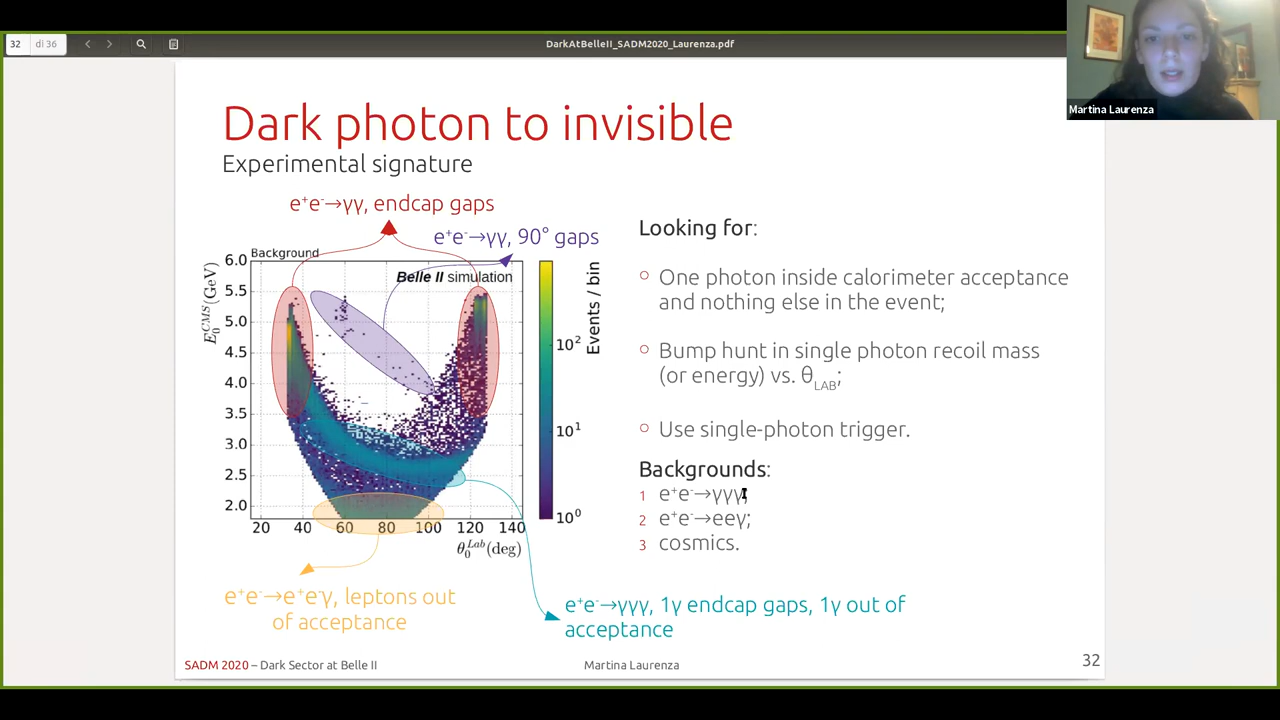 32 di 36
DarkAtBelleII_SADM2020_Laurenza.pdf
Martina Laurenza
Dark photon to invisible
Experimental signature
e⁺e⁻→γγ, endcap gaps
e⁺e⁻→γγ, 90° gaps
Background
Belle II simulation
6.0
5.5
5.0
4.5
4.0
3.5
3.0
2.5
2.0
E₀^CMS (GeV)
20 40 60 80 100 120 140
θ₀^Lab (deg)
10²
10¹
10⁰
Events / bin
e⁺e⁻→e⁺e⁻γ, leptons out
of acceptance
e⁺e⁻→γγγ, 1γ endcap gaps, 1γ out of
acceptance
Looking for:
One photon inside calorimeter acceptance
and nothing else in the event;
Bump hunt in single photon recoil mass
(or energy) vs. θ_LAB;
Use single-photon trigger.
Backgrounds:
1 e⁺e⁻→γγγ;
2 e⁺e⁻→eeγ;
3 cosmics.
SADM 2020 – Dark Sector at Belle II
Martina Laurenza
32